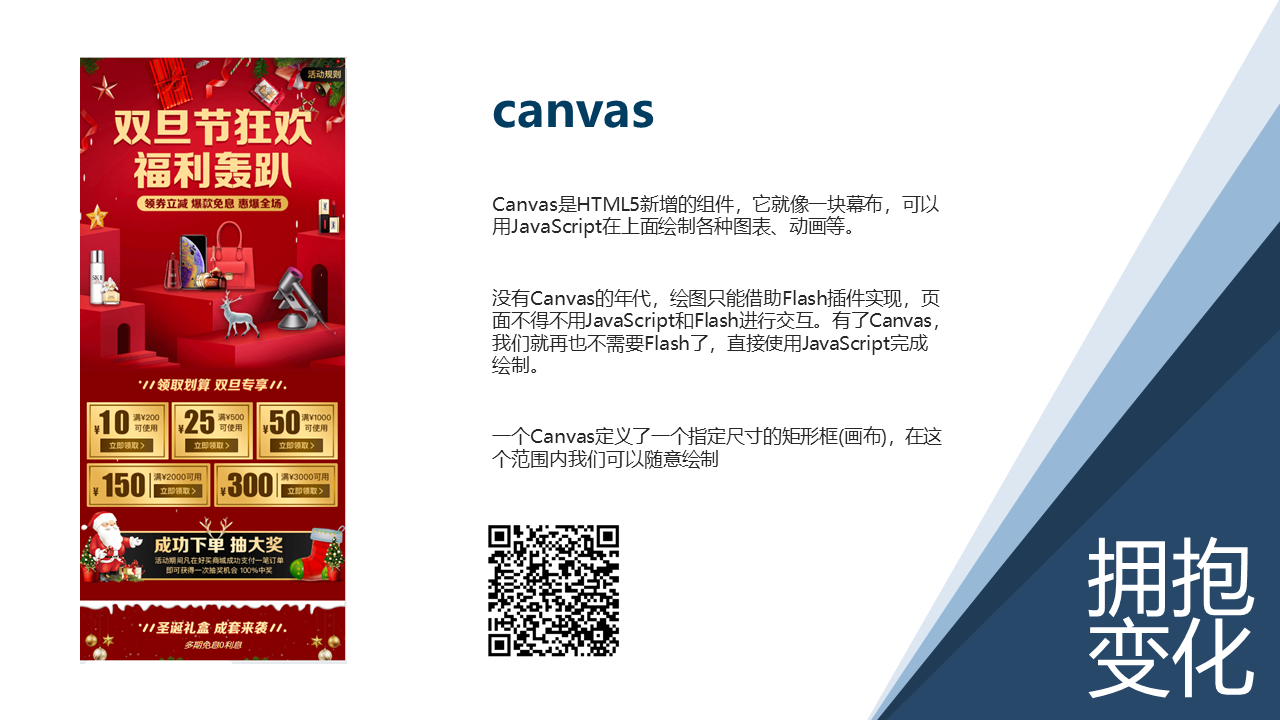 活动规则
双旦节狂欢
福利轰趴
领券立减 爆款免息 惠爆全场
领取划算 双旦专享
¥10 满¥200可使用 立即领取 >
¥25 满¥500可使用 立即领取 >
¥50 满¥1000可使用 立即领取 >
¥150 满¥2000可用 立即领取 >
¥300 满¥3000可用 立即领取 >
成功下单 抽大奖
活动期间凡在好买商城成功支付一笔订单
即可获得一次抽奖机会 100%中奖
圣诞礼盒 成套来袭
多期免息0利息
canvas
Canvas是HTML5新增的组件，它就像一块幕布，可以
用JavaScript在上面绘制各种图表、动画等。
没有Canvas的年代，绘图只能借助Flash插件实现，页
面不得不用JavaScript和Flash进行交互。有了Canvas，
我们就再也不需要Flash了，直接使用JavaScript完成
绘制。
一个Canvas定义了一个指定尺寸的矩形框(画布)，在这
个范围内我们可以随意绘制
拥抱
变化